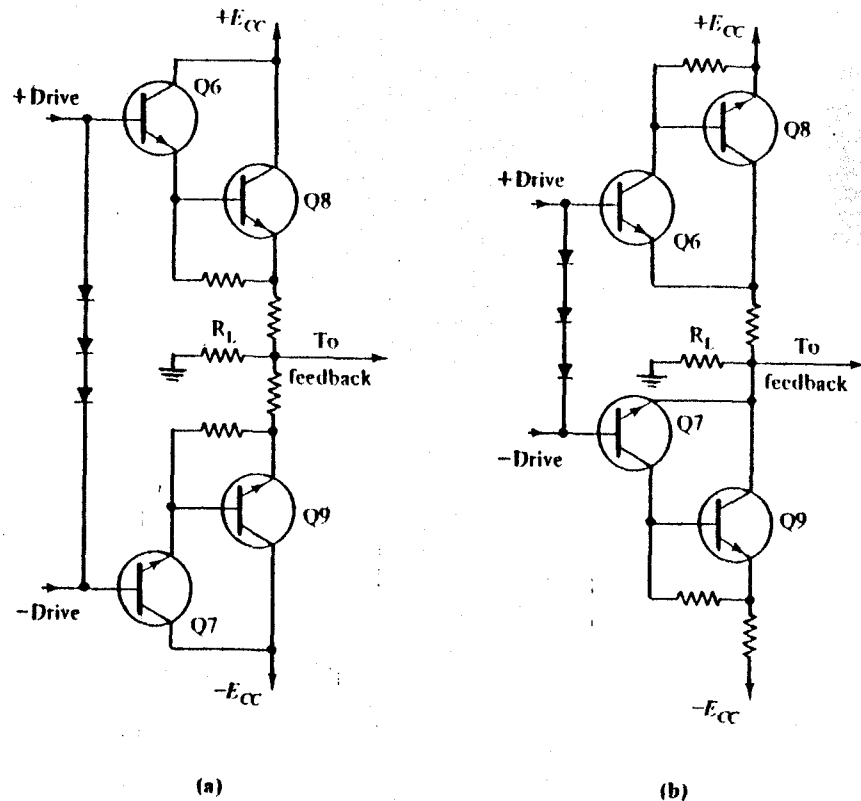 +E_CC
Q6
+Drive
Q8
R_L
To
feedback
Q9
−Drive
Q7
−E_CC
(a)
+E_CC
Q8
+Drive
Q6
R_L
To
feedback
Q7
−Drive
Q9
−E_CC
(b)